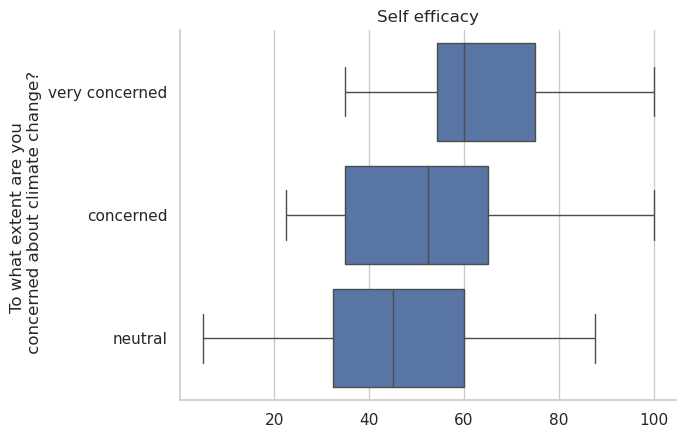 Self efficacy
To what extent are you
concerned about climate change?
very concerned
concerned
neutral
20 40 60 80 100